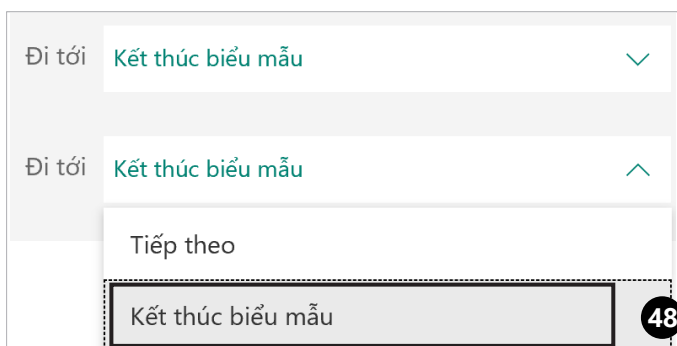 Đi tới Kết thúc biểu mẫu
Đi tới Kết thúc biểu mẫu
Tiếp theo
Kết thúc biểu mẫu 48